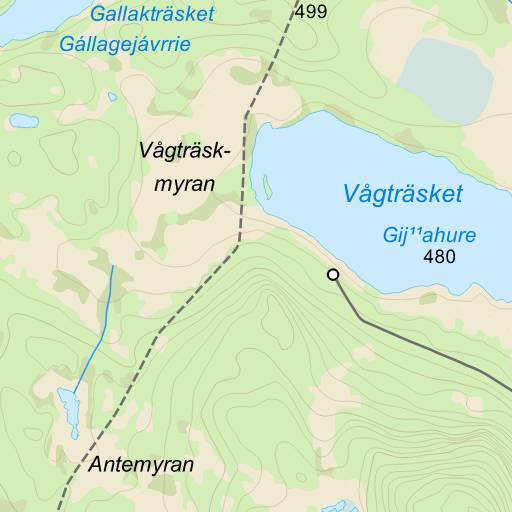 Gallakträsket
Gállagejávrrie
499
Vågträsk-
myran
Vågträsket
Gij¹¹ahure
480
Antemyran